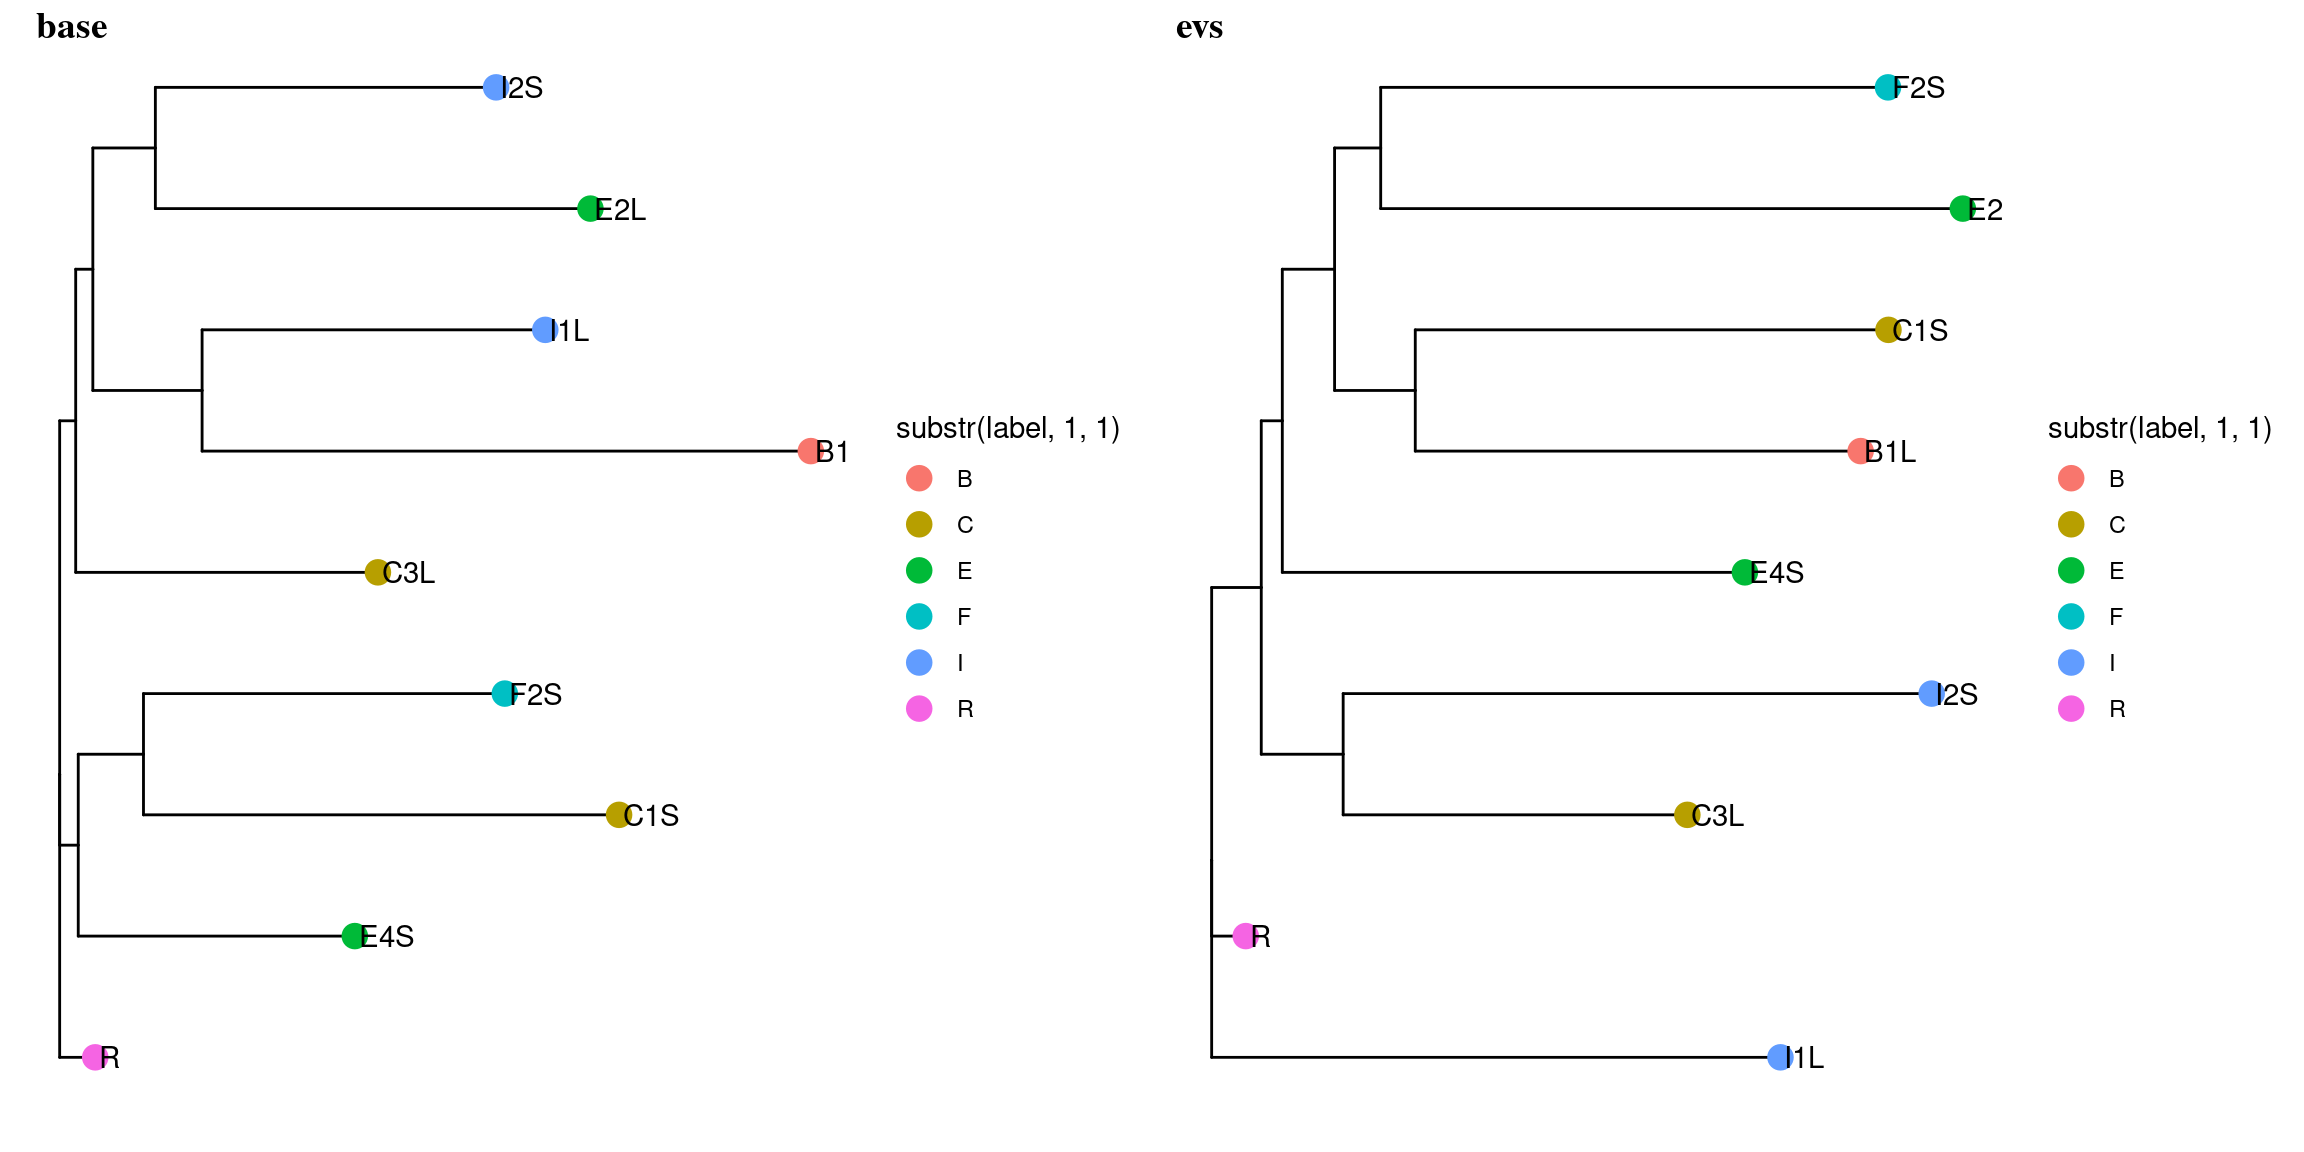 base
I2S
E2L
I1L
B1
C3L
F2S
C1S
E4S
R
substr(label, 1, 1)
B
C
E
F
I
R
evs
F2S
E2
C1S
B1L
E4S
I2S
C3L
R
I1L
substr(label, 1, 1)
B
C
E
F
I
R